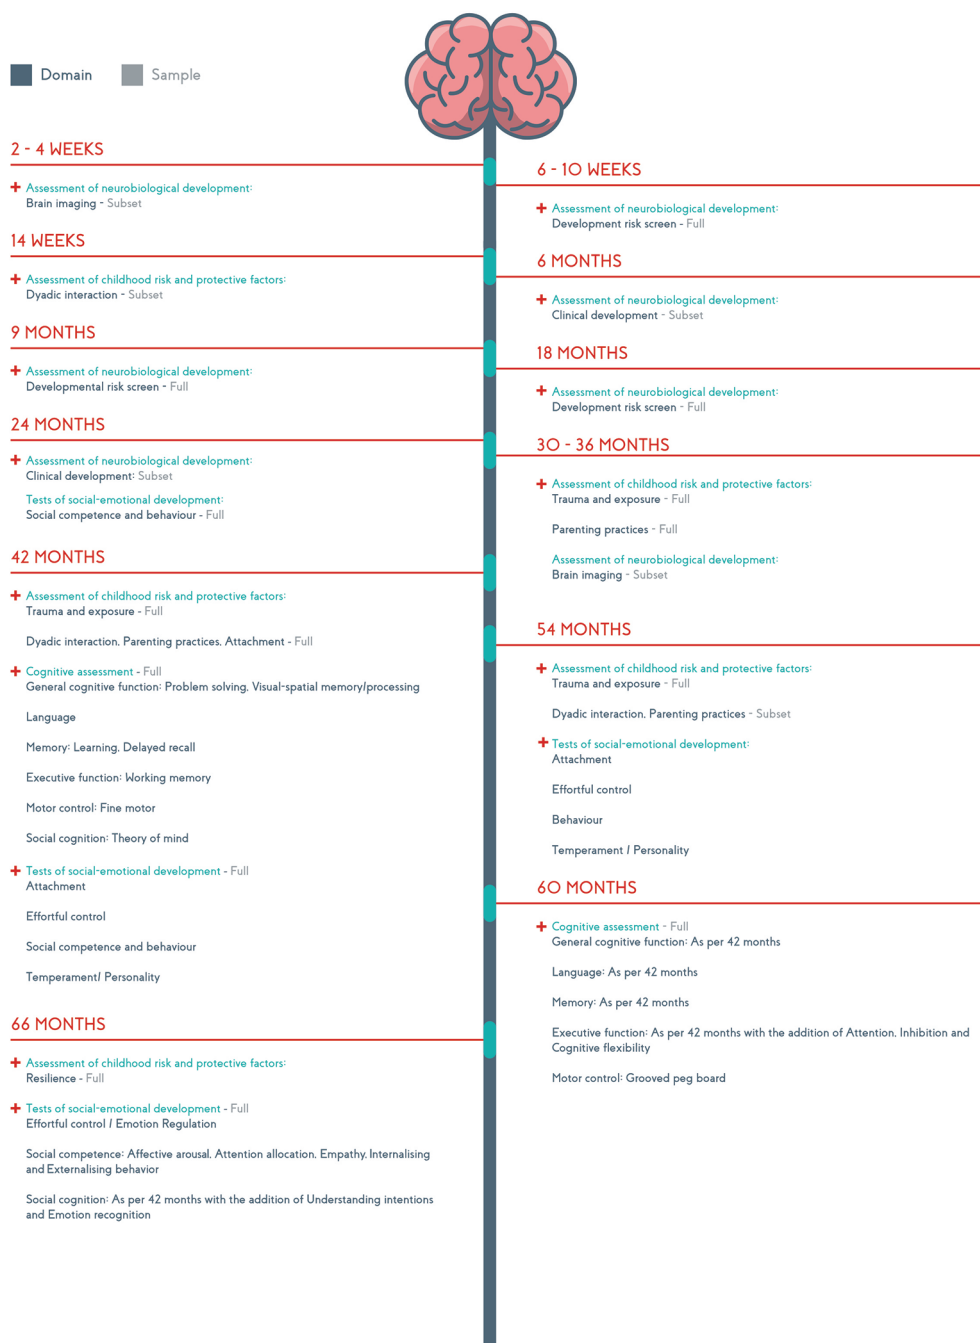 Domain
Sample
2 - 4 WEEKS
Assessment of neurobiological development:
Brain imaging - Subset
6 - 10 WEEKS
Assessment of neurobiological development:
Development risk screen - Full
14 WEEKS
Assessment of childhood risk and protective factors:
Dyadic interaction - Subset
6 MONTHS
Assessment of neurobiological development:
Clinical development - Subset
9 MONTHS
Assessment of neurobiological development:
Developmental risk screen - Full
18 MONTHS
Assessment of neurobiological development:
Development risk screen - Full
24 MONTHS
Assessment of neurobiological development:
Clinical development: Subset
Tests of social-emotional development:
Social competence and behaviour - Full
30 - 36 MONTHS
Assessment of childhood risk and protective factors:
Trauma and exposure - Full
Parenting practices - Full
Assessment of neurobiological development:
Brain imaging - Subset
42 MONTHS
Assessment of childhood risk and protective factors:
Trauma and exposure - Full
Dyadic interaction, Parenting practices, Attachment - Full
Cognitive assessment - Full
General cognitive function: Problem solving, Visual-spatial memory/processing
Language
Memory: Learning, Delayed recall
Executive function: Working memory
Motor control: Fine motor
Social cognition: Theory of mind
Tests of social-emotional development - Full
Attachment
Effortful control
Social competence and behaviour
Temperament/ Personality
54 MONTHS
Assessment of childhood risk and protective factors:
Trauma and exposure - Full
Dyadic interaction, Parenting practices - Subset
Tests of social-emotional development:
Attachment
Effortful control
Behaviour
Temperament / Personality
60 MONTHS
Cognitive assessment - Full
General cognitive function: As per 42 months
Language: As per 42 months
Memory: As per 42 months
Executive function: As per 42 months with the addition of Attention, Inhibition and
Cognitive flexibility
Motor control: Grooved peg board
66 MONTHS
Assessment of childhood risk and protective factors:
Resilience - Full
Tests of social-emotional development - Full
Effortful control / Emotion Regulation
Social competence: Affective arousal, Attention allocation, Empathy, Internalising
and Externalising behavior
Social cognition: As per 42 months with the addition of Understanding intentions
and Emotion recognition